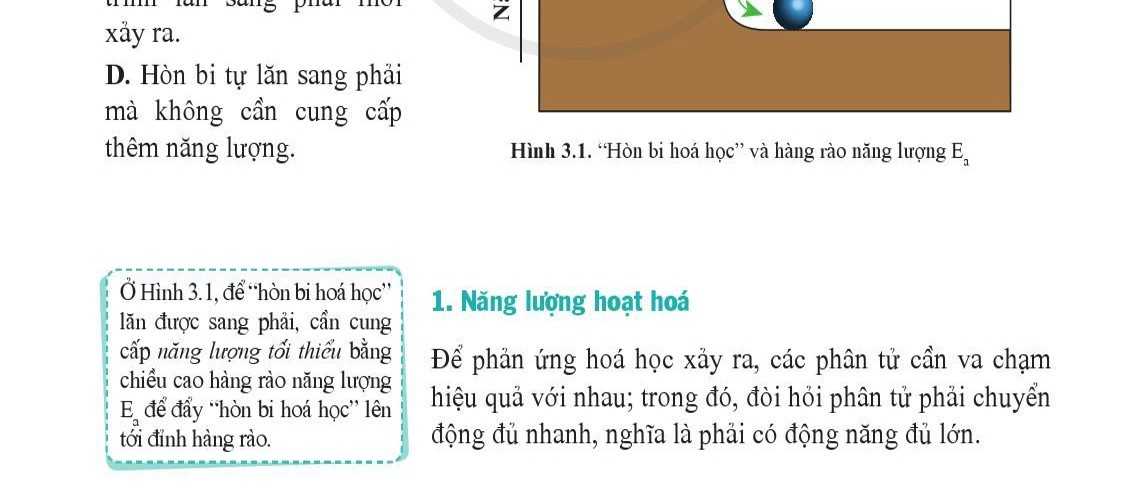 xảy ra.
D. Hòn bi tự lăn sang phải
mà không cần cung cấp
thêm năng lượng.
Hình 3.1. “Hòn bi hoá học” và hàng rào năng lượng Eₐ
Ở Hình 3.1, để “hòn bi hoá học”
lăn được sang phải, cần cung
cấp năng lượng tối thiểu bằng
chiều cao hàng rào năng lượng
Eₐ để đẩy “hòn bi hoá học” lên
tới đỉnh hàng rào.
1. Năng lượng hoạt hoá
Để phản ứng hoá học xảy ra, các phân tử cần va chạm
hiệu quả với nhau; trong đó, đòi hỏi phân tử phải chuyển
động đủ nhanh, nghĩa là phải có động năng đủ lớn.